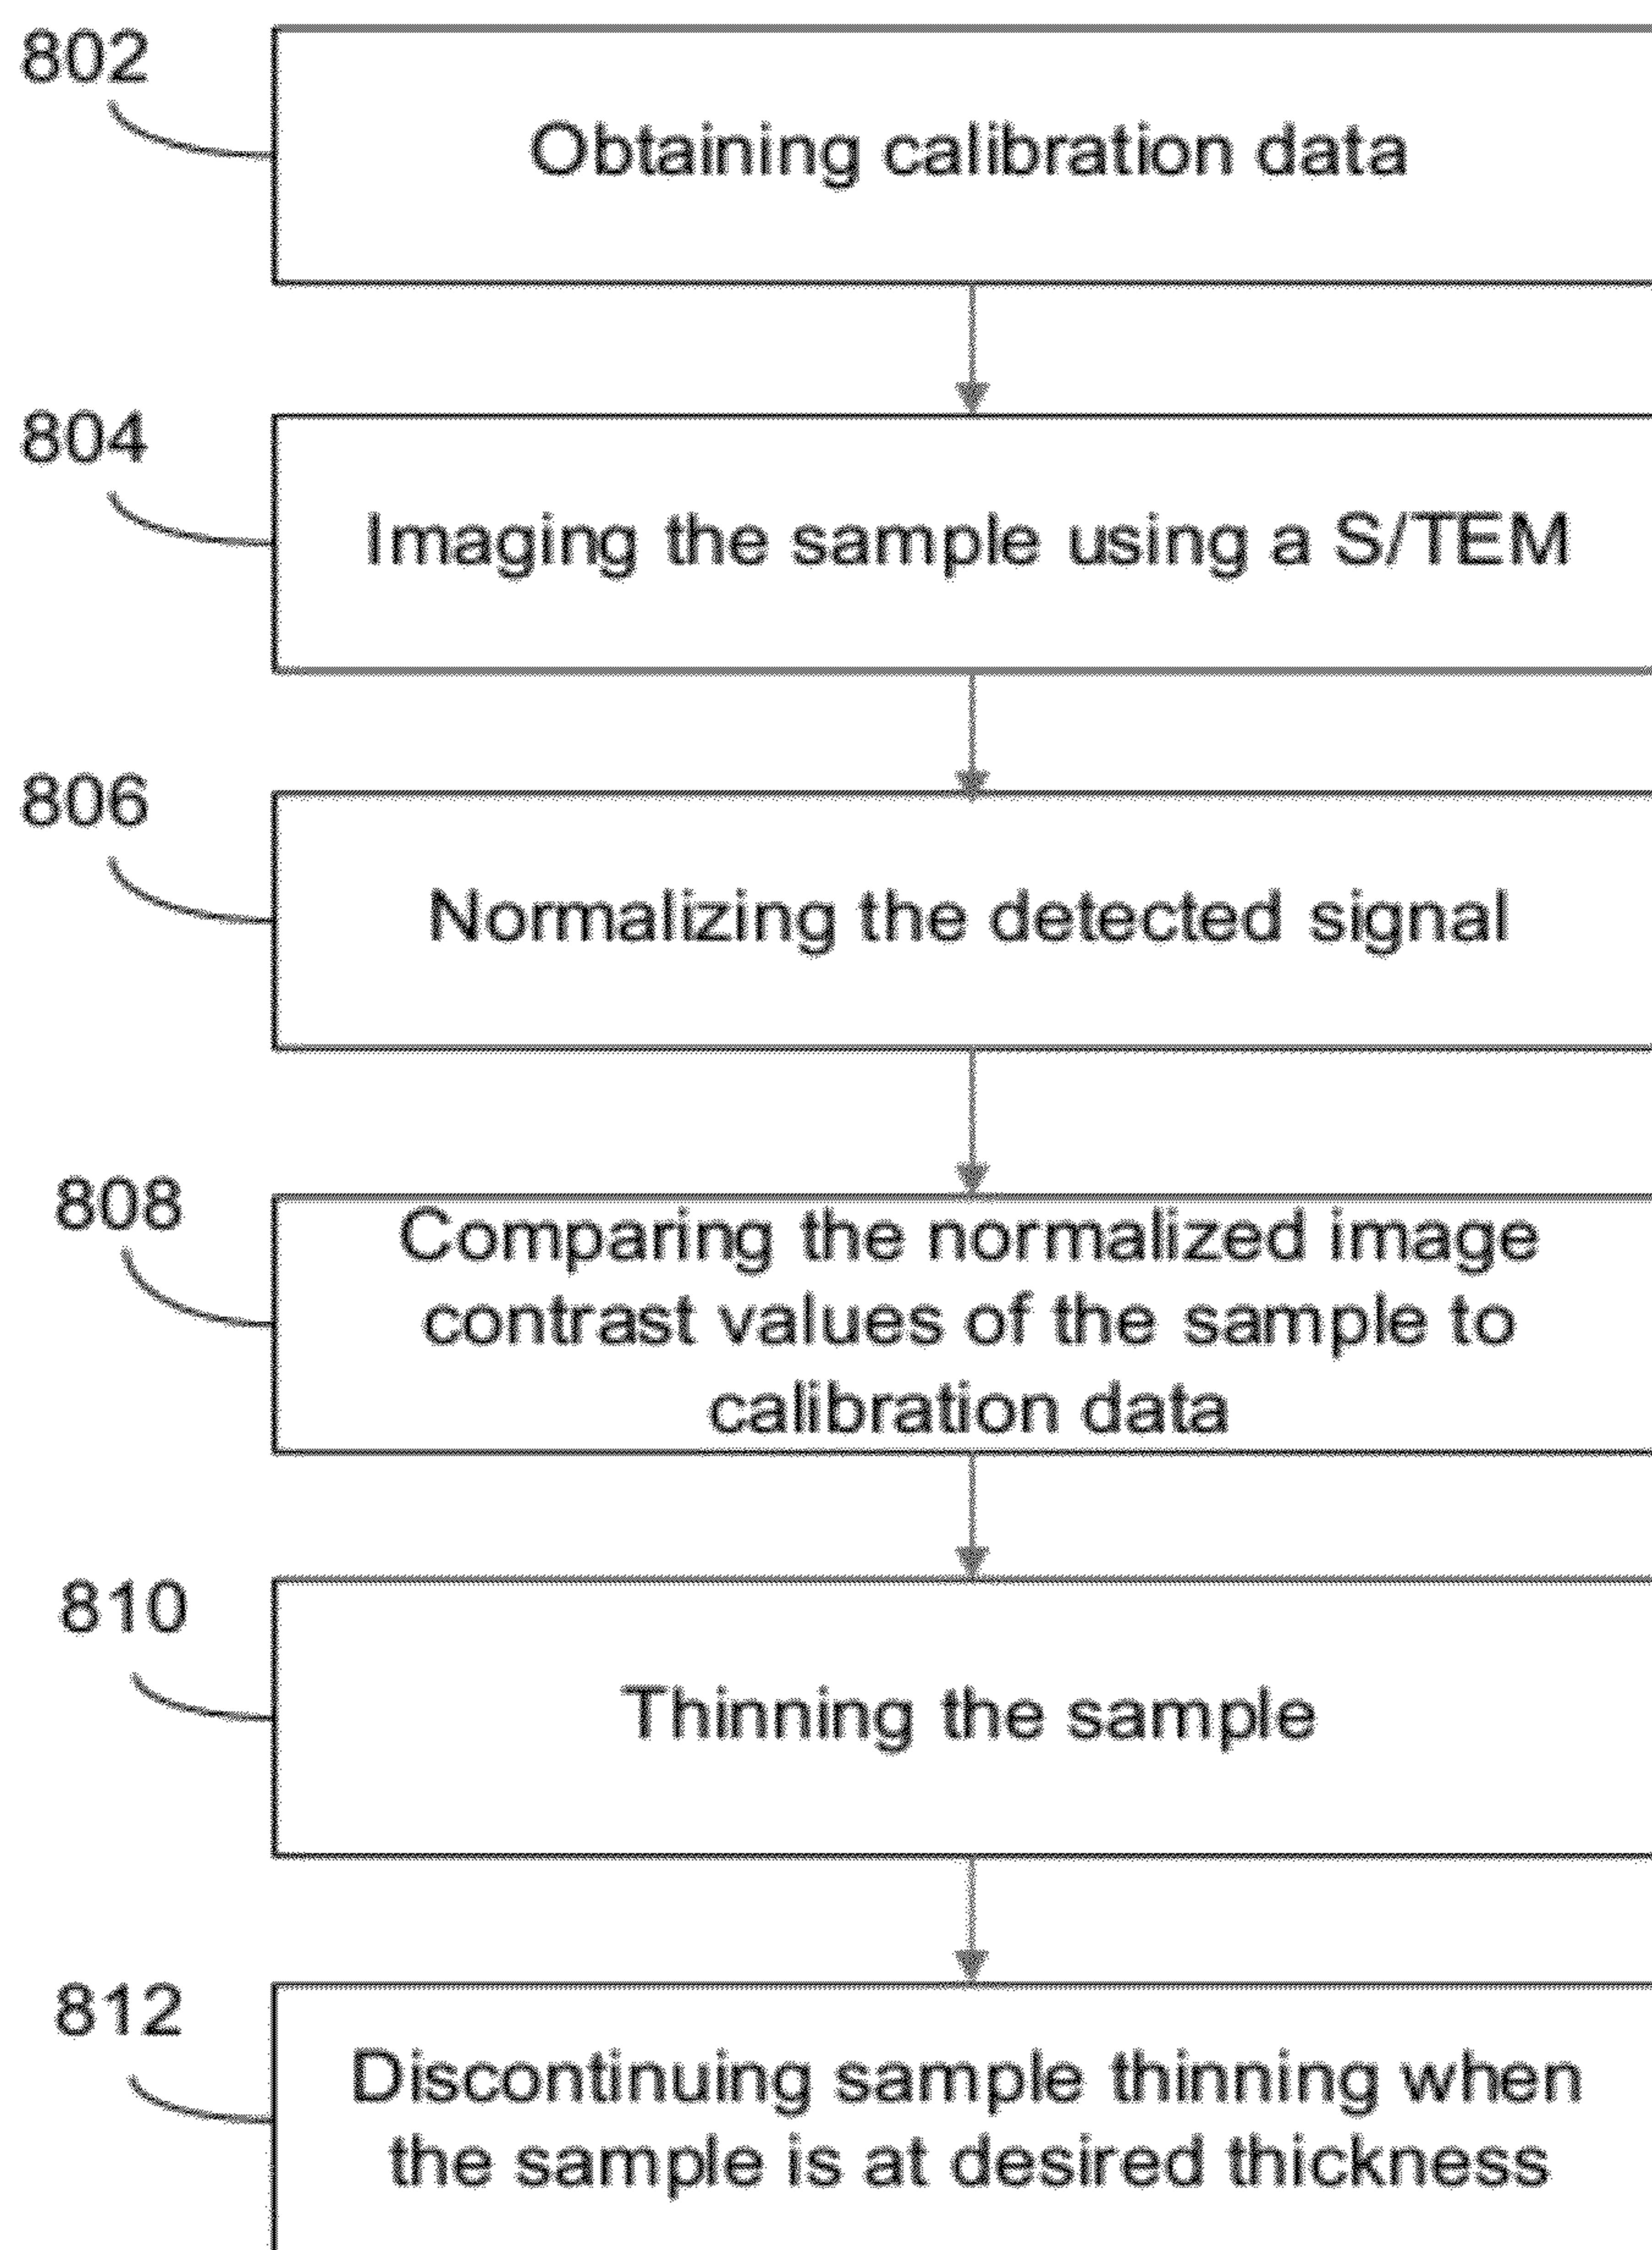 802
Obtaining calibration data
804
Imaging the sample using a S/TEM
806
Normalizing the detected signal
808
Comparing the normalized image
contrast values of the sample to
calibration data
810
Thinning the sample
812
Discontinuing sample thinning when
the sample is at desired thickness